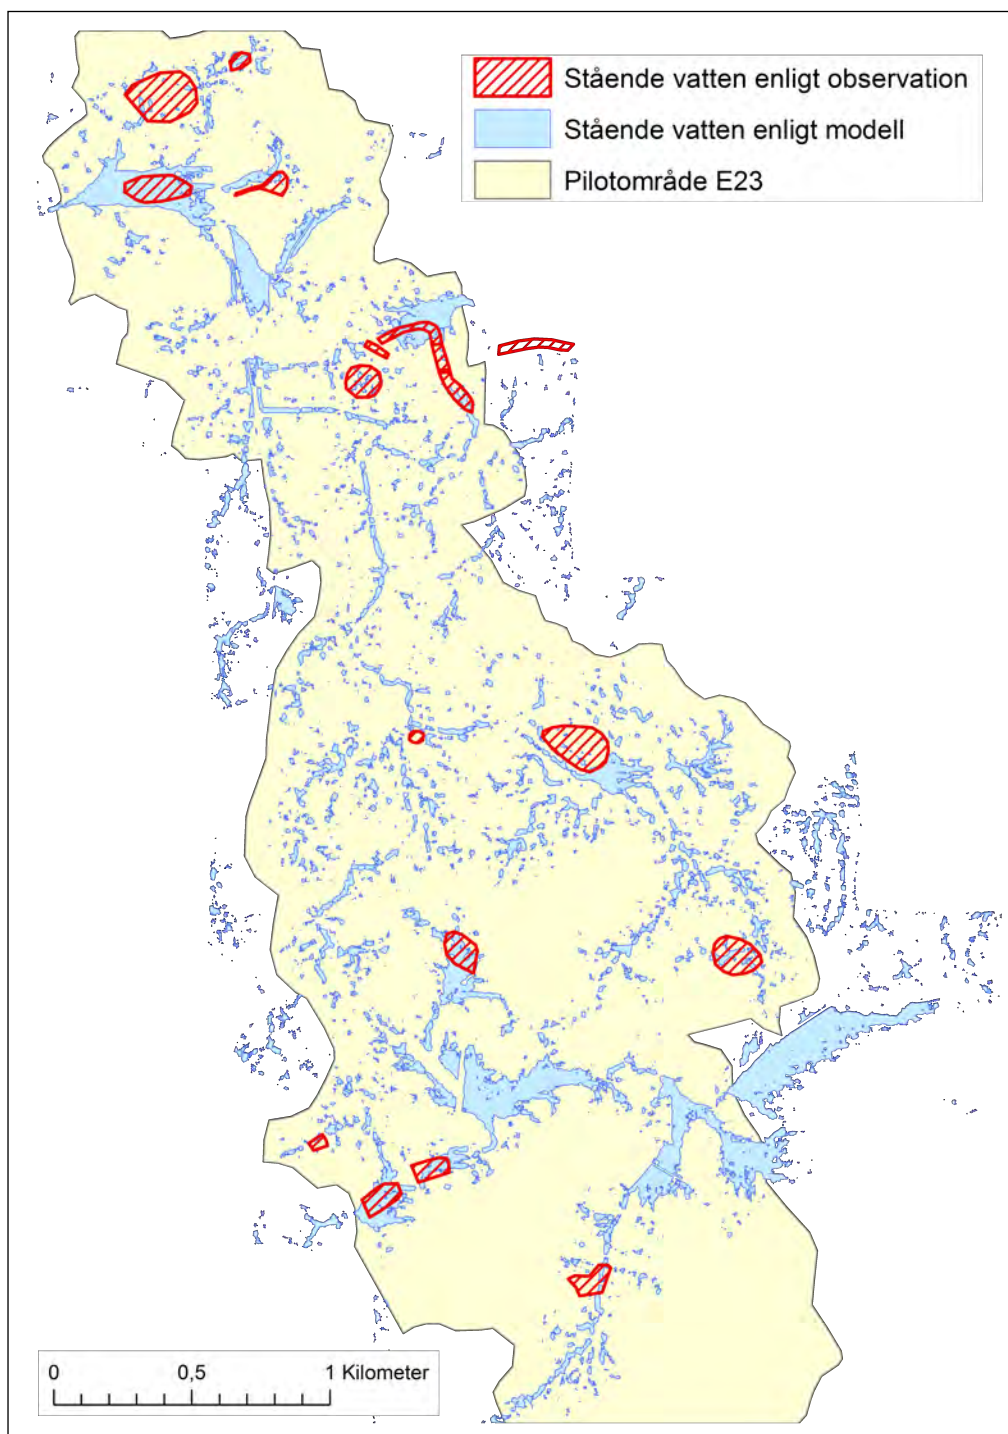 Stående vatten enligt observation
Stående vatten enligt modell
Pilotområde E23
0 0,5 1 Kilometer